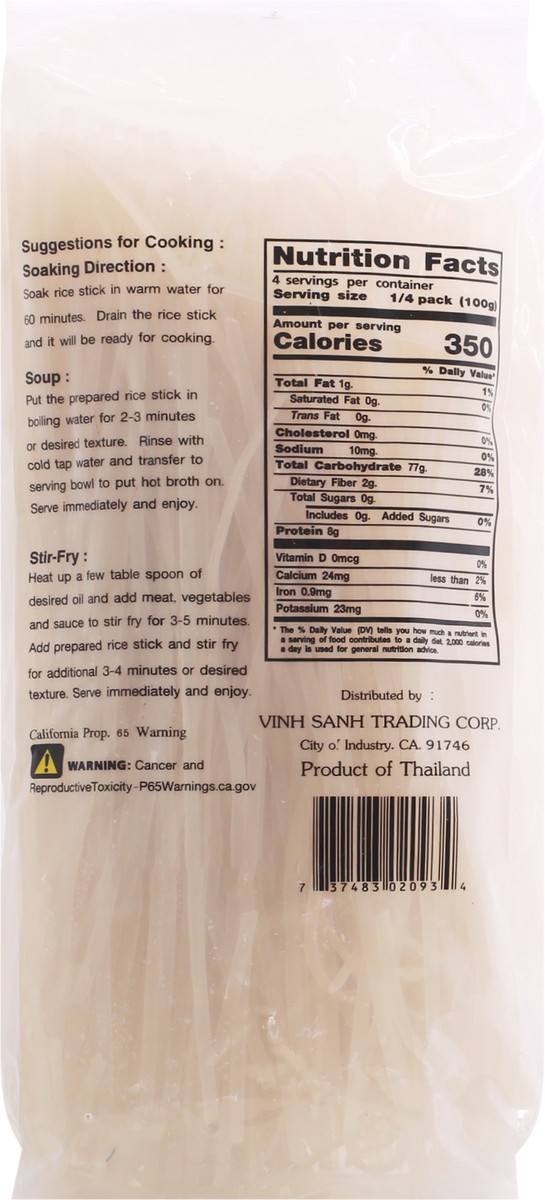 Suggestions for Cooking :
Soaking Direction :
Soak rice stick in warm water for
60 minutes. Drain the rice stick
and it will be ready for cooking.
Soup :
Put the prepared rice stick in
boiling water for 2-3 minutes
or desired texture. Rinse with
cold tap water and transfer to
serving bowl to put hot broth on.
Serve immediately and enjoy.
Stir-Fry :
Heat up a few table spoon of
desired oil and add meat, vegetables
and sauce to stir fry for 3-5 minutes.
Add prepared rice stick and stir fry
for additional 3-4 minutes or desired
texture. Serve immediately and enjoy.
California Prop. 65 Warning
WARNING: Cancer and
ReproductiveToxicity-P65Warnings.ca.gov
Nutrition Facts
4 servings per container
Serving size 1/4 pack (100g)
Amount per serving
Calories 350
% Daily Value*
Total Fat 1g. 1%
Saturated Fat 0g. 0%
Trans Fat 0g.
Cholesterol 0mg. 0%
Sodium 10mg. 0%
Total Carbohydrate 77g. 28%
Dietary Fiber 2g. 7%
Total Sugars 0g.
Includes 0g. Added Sugars 0%
Protein 8g
Vitamin D 0mcg 0%
Calcium 24mg less than 2%
Iron 0.9mg 6%
Potassium 23mg 0%
* The % Daily Value (DV) tells you how much a nutrient in
a serving of food contributes to a daily diet. 2,000 calories
a day is used for general nutrition advice.
Distributed by :
VINH SANH TRADING CORP.
City of Industry. CA. 91746
Product of Thailand
7 37483 02093 4